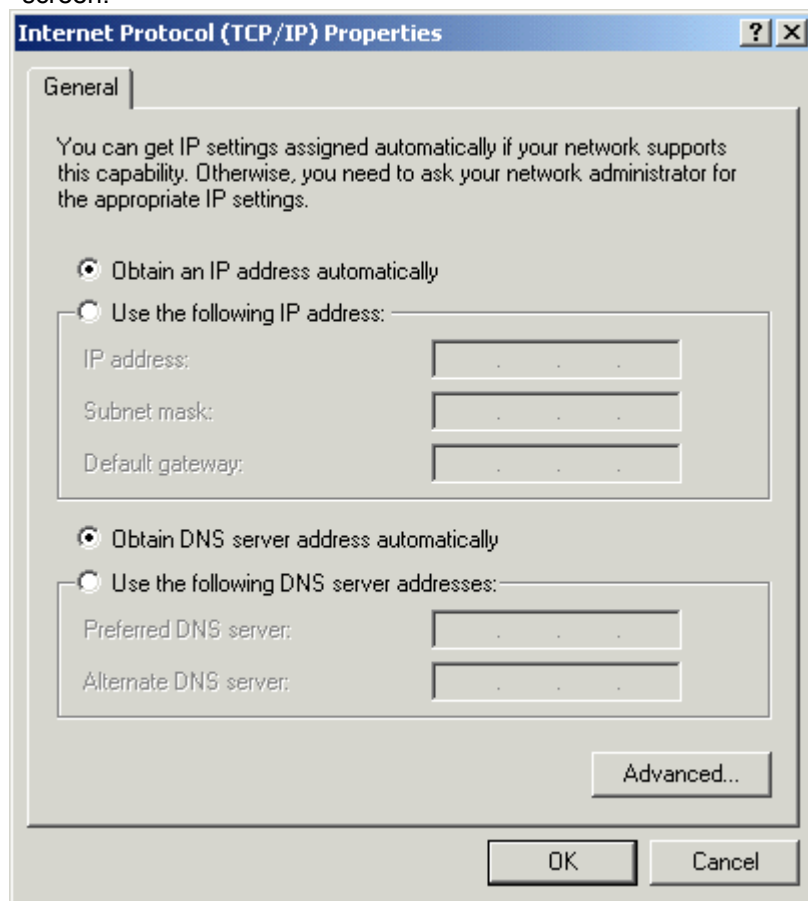 screen.
Internet Protocol (TCP/IP) Properties
General
You can get IP settings assigned automatically if your network supports
this capability. Otherwise, you need to ask your network administrator for
the appropriate IP settings.
Obtain an IP address automatically
Use the following IP address:
IP address:
Subnet mask:
Default gateway:
Obtain DNS server address automatically
Use the following DNS server addresses:
Preferred DNS server:
Alternate DNS server:
Advanced...
OK Cancel